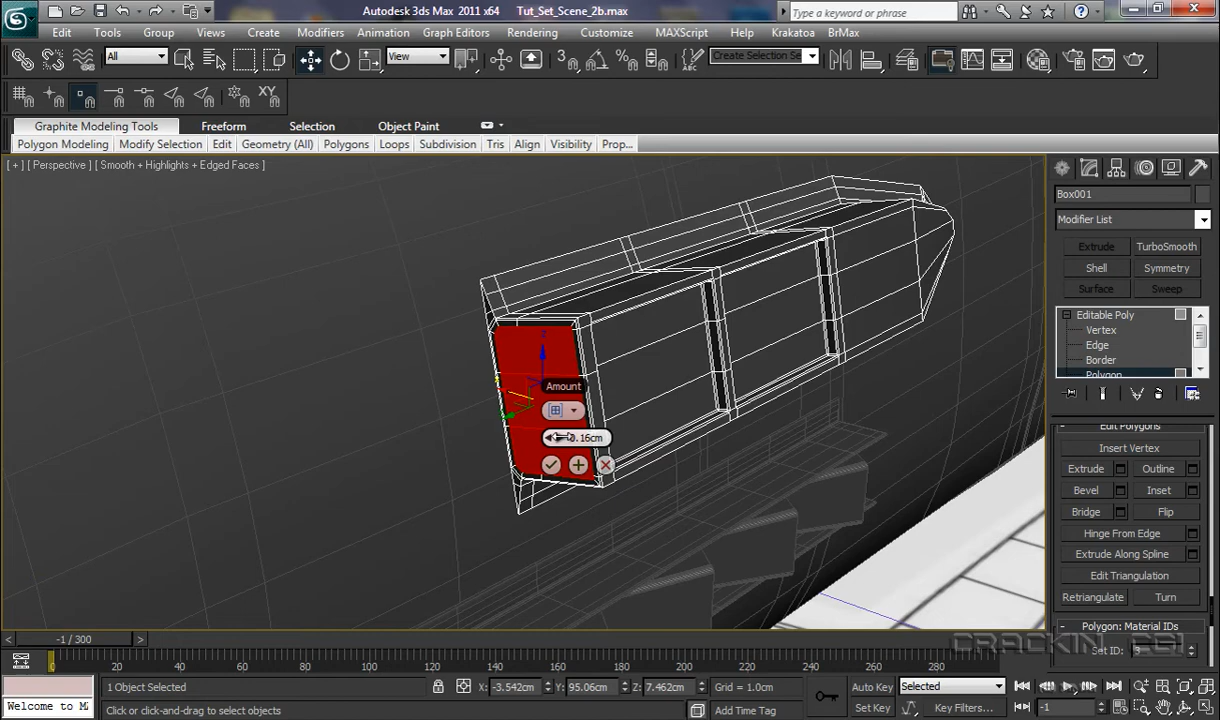 Autodesk 3ds Max 2011 x64 Tut_Set_Scene_2b.max
Type a keyword or phrase
Edit Tools Group Views Create Modifiers Animation Graph Editors Rendering Customize MAXScript Help Krakatoa BrMax
All View Create Selection Se
XY
Graphite Modeling Tools Freeform Selection Object Paint
Polygon Modeling Modify Selection Edit Geometry (All) Polygons Loops Subdivision Tris Align Visibility Prop...
[ + ] [ Perspective ] [ Smooth + Highlights + Edged Faces ]
Box001
Modifier List
Extrude TurboSmooth
Shell Symmetry
Surface Sweep
Editable Poly
Vertex
Edge
Border
Polygon
Amount
0.16cm
Edit Polygons
Insert Vertex
Extrude Outline
Bevel Inset
Bridge Flip
Hinge From Edge
Extrude Along Spline
Edit Triangulation
Retriangulate Turn
Polygon: Material IDs
Set ID: 3
CRACKIN CGI
-1 / 300
0 20 40 60 80 100 120 140 160 180 200 220 240 260 280
1 Object Selected X: -3.542cm Y: 95.06cm Z: 7.462cm Grid = 1.0cm Auto Key Selected
Welcome to M Click or click-and-drag to select objects Add Time Tag Set Key Key Filters... -1